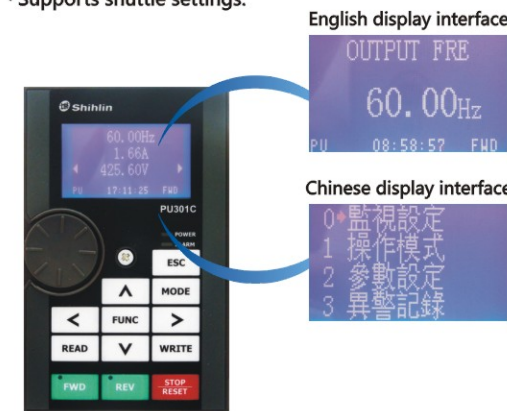 • Supports shuttle settings.
English display interface
OUTPUT FRE
60.00Hz
PU 08:58:57 FWD
Shihlin
60.00Hz
1.66A
425.60V
PU 17:11:25 FWD
PU301C
POWER
ALARM
ESC
MODE
FUNC
READ
WRITE
FWD
REV
STOP
RESET
Chinese display interface
0 監視設定
1 操作模式
2 參數設定
3 異警記錄